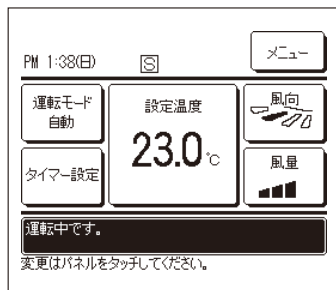 PM 1:38(日)
S
メニュー
運転モード
自動
設定温度
風向
23.0℃
タイマー設定
風量
運転中です。
変更はパネルをタッチしてください。